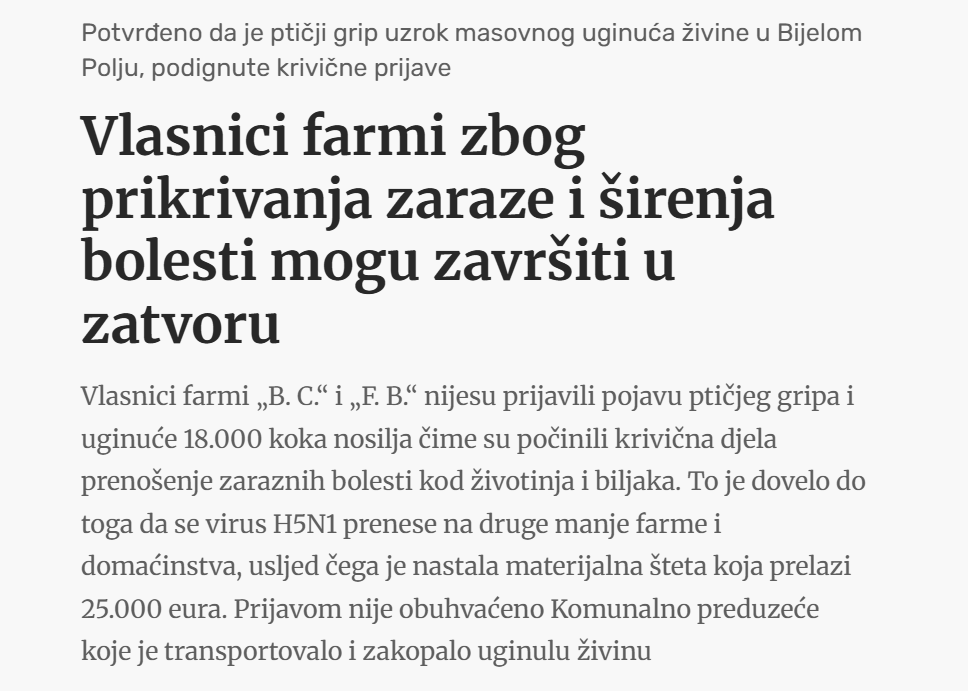 Potvrđeno da je ptičji grip uzrok masovnog uginuća živine u Bijelom
Polju, podignute krivične prijave
Vlasnici farmi zbog
prikrivanja zaraze i širenja
bolesti mogu završiti u
zatvoru
Vlasnici farmi „B. C.“ i „F. B.“ nijesu prijavili pojavu ptičjeg gripa i
uginuće 18.000 koka nosilja čime su počinili krivična djela
prenošenje zaraznih bolesti kod životinja i biljaka. To je dovelo do
toga da se virus H5N1 prenese na druge manje farme i
domaćinstva, usljed čega je nastala materijalna šteta koja prelazi
25.000 eura. Prijavom nije obuhvaćeno Komunalno preduzeće
koje je transportovalo i zakopalo uginulu živinu